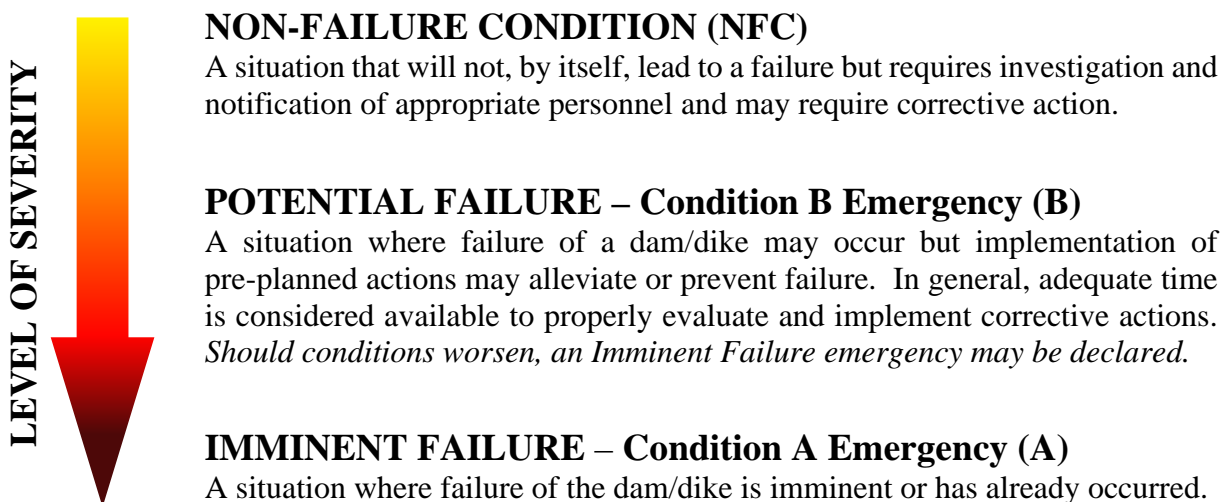 LEVEL OF SEVERITY
NON-FAILURE CONDITION (NFC)
A situation that will not, by itself, lead to a failure but requires investigation and
notification of appropriate personnel and may require corrective action.
POTENTIAL FAILURE – Condition B Emergency (B)
A situation where failure of a dam/dike may occur but implementation of
pre-planned actions may alleviate or prevent failure. In general, adequate time
is considered available to properly evaluate and implement corrective actions.
Should conditions worsen, an Imminent Failure emergency may be declared.
IMMINENT FAILURE – Condition A Emergency (A)
A situation where failure of the dam/dike is imminent or has already occurred.